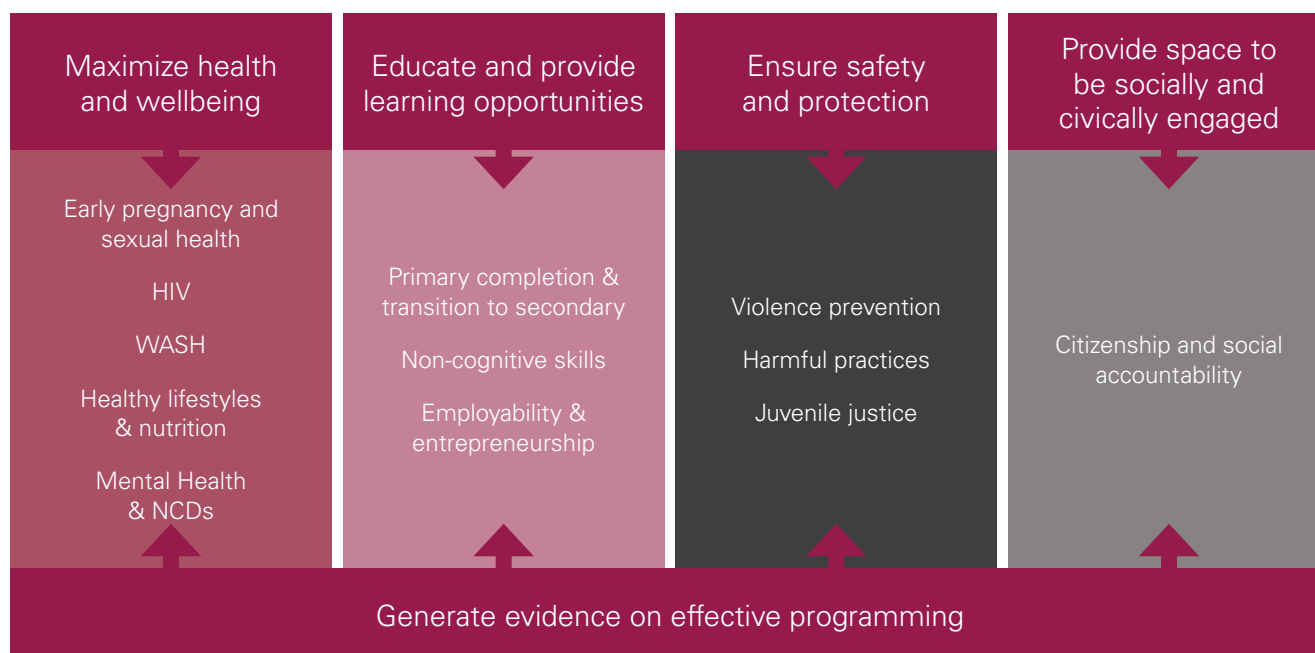 Maximize health
and wellbeing
Early pregnancy and
sexual health
HIV
WASH
Healthy lifestyles
& nutrition
Mental Health
& NCDs
Educate and provide
learning opportunities
Primary completion &
transition to secondary
Non-cognitive skills
Employability &
entrepreneurship
Ensure safety
and protection
Violence prevention
Harmful practices
Juvenile justice
Provide space to
be socially and
civically engaged
Citizenship and social
accountability
Generate evidence on effective programming